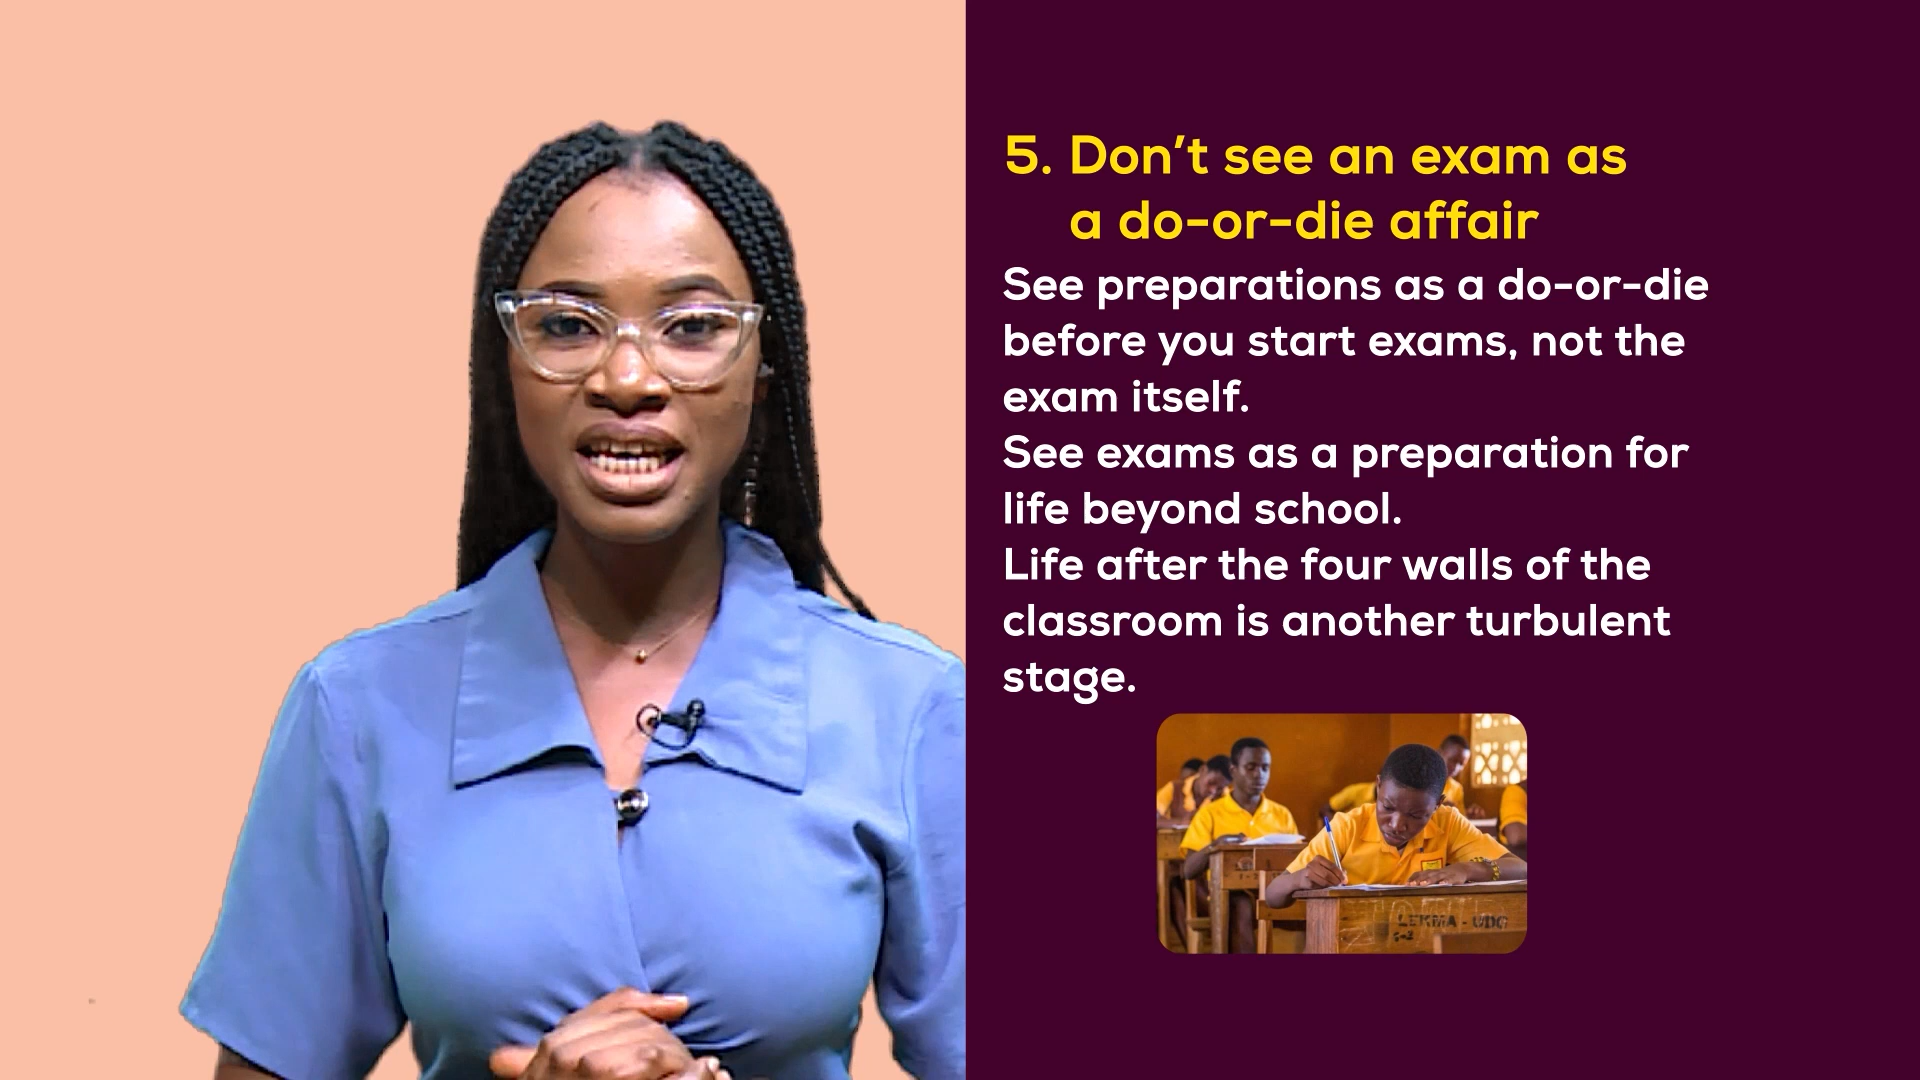 5. Don’t see an exam as
a do-or-die affair
See preparations as a do-or-die
before you start exams, not the
exam itself.
See exams as a preparation for
life beyond school.
Life after the four walls of the
classroom is another turbulent
stage.
LEKMA - UDC